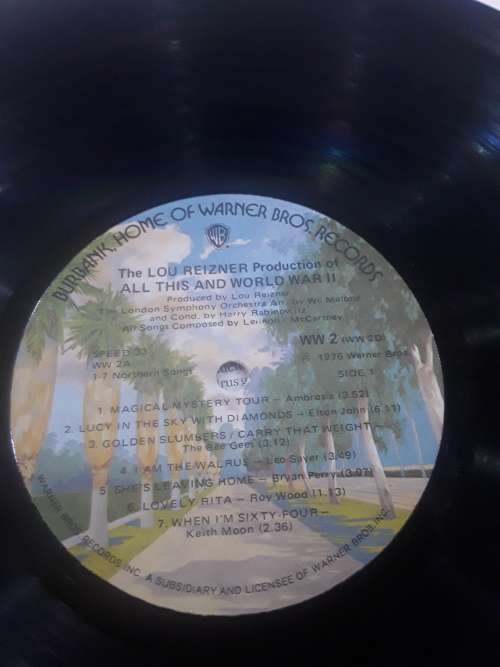 BURBANK, HOME OF WARNER BROS. RECORDS
WB
The LOU REIZNER Production of
ALL THIS AND WORLD WAR II
Produced by Lou Reizner
The London Symphony Orchestra Arr. by Wil Malone
and Cond. by Harry Rabinowitz
All Songs Composed by Lennon / McCartney
SPEED 33
WW 2A
1-7 Northern Songs
WW 2 (WW 2D)
℗ 1976 Warner Bros.
SIDE 1
1. MAGICAL MYSTERY TOUR – Ambrosia (3.52)
2. LUCY IN THE SKY WITH DIAMONDS – Elton John (6.11)
3. GOLDEN SLUMBERS / CARRY THAT WEIGHT –
The Bee Gees (3.12)
4. I AM THE WALRUS – Leo Sayer (3.49)
5. SHE'S LEAVING HOME – Bryan Ferry (3.07)
6. LOVELY RITA – Roy Wood (1.13)
7. WHEN I'M SIXTY-FOUR –
Keith Moon (2.36)
WARNER BROS. RECORDS INC. A SUBSIDIARY AND LICENSEE OF WARNER BROS. INC.